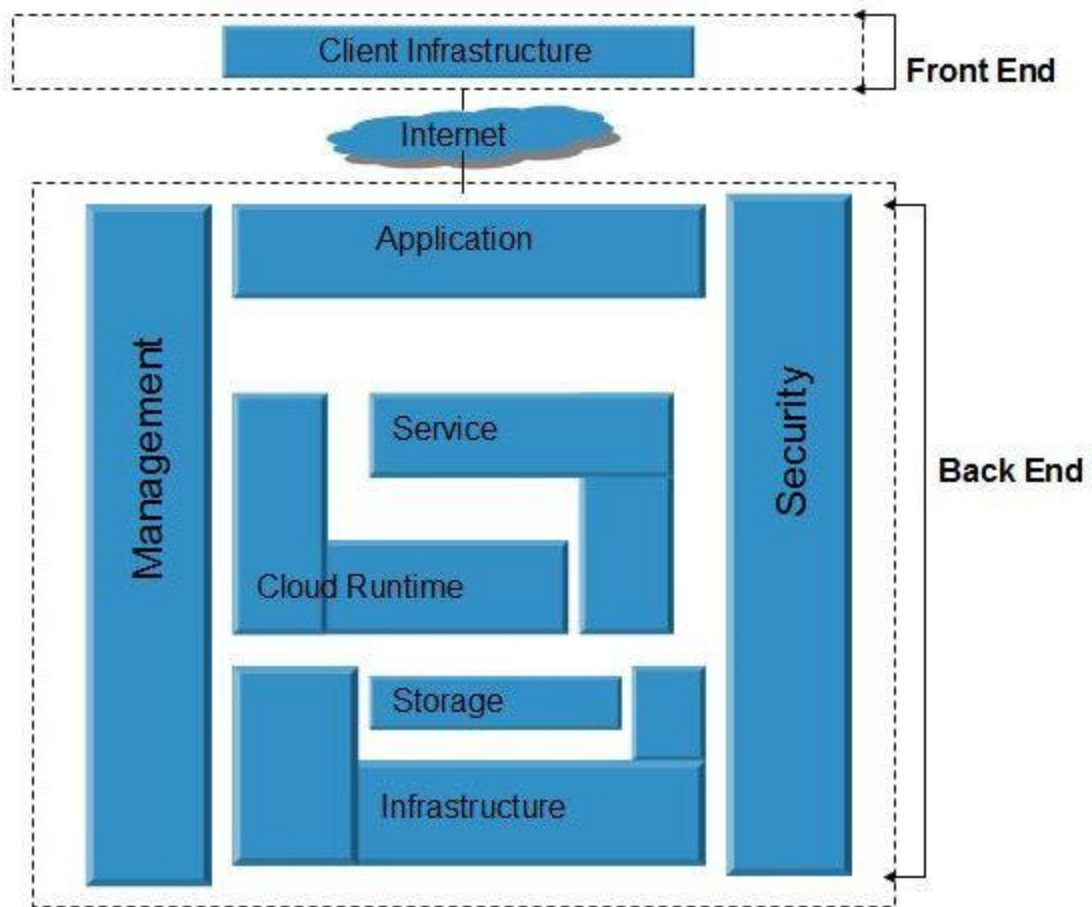 Client Infrastructure
Front End
Internet
Application
Management
Security
Service
Back End
Cloud Runtime
Storage
Infrastructure